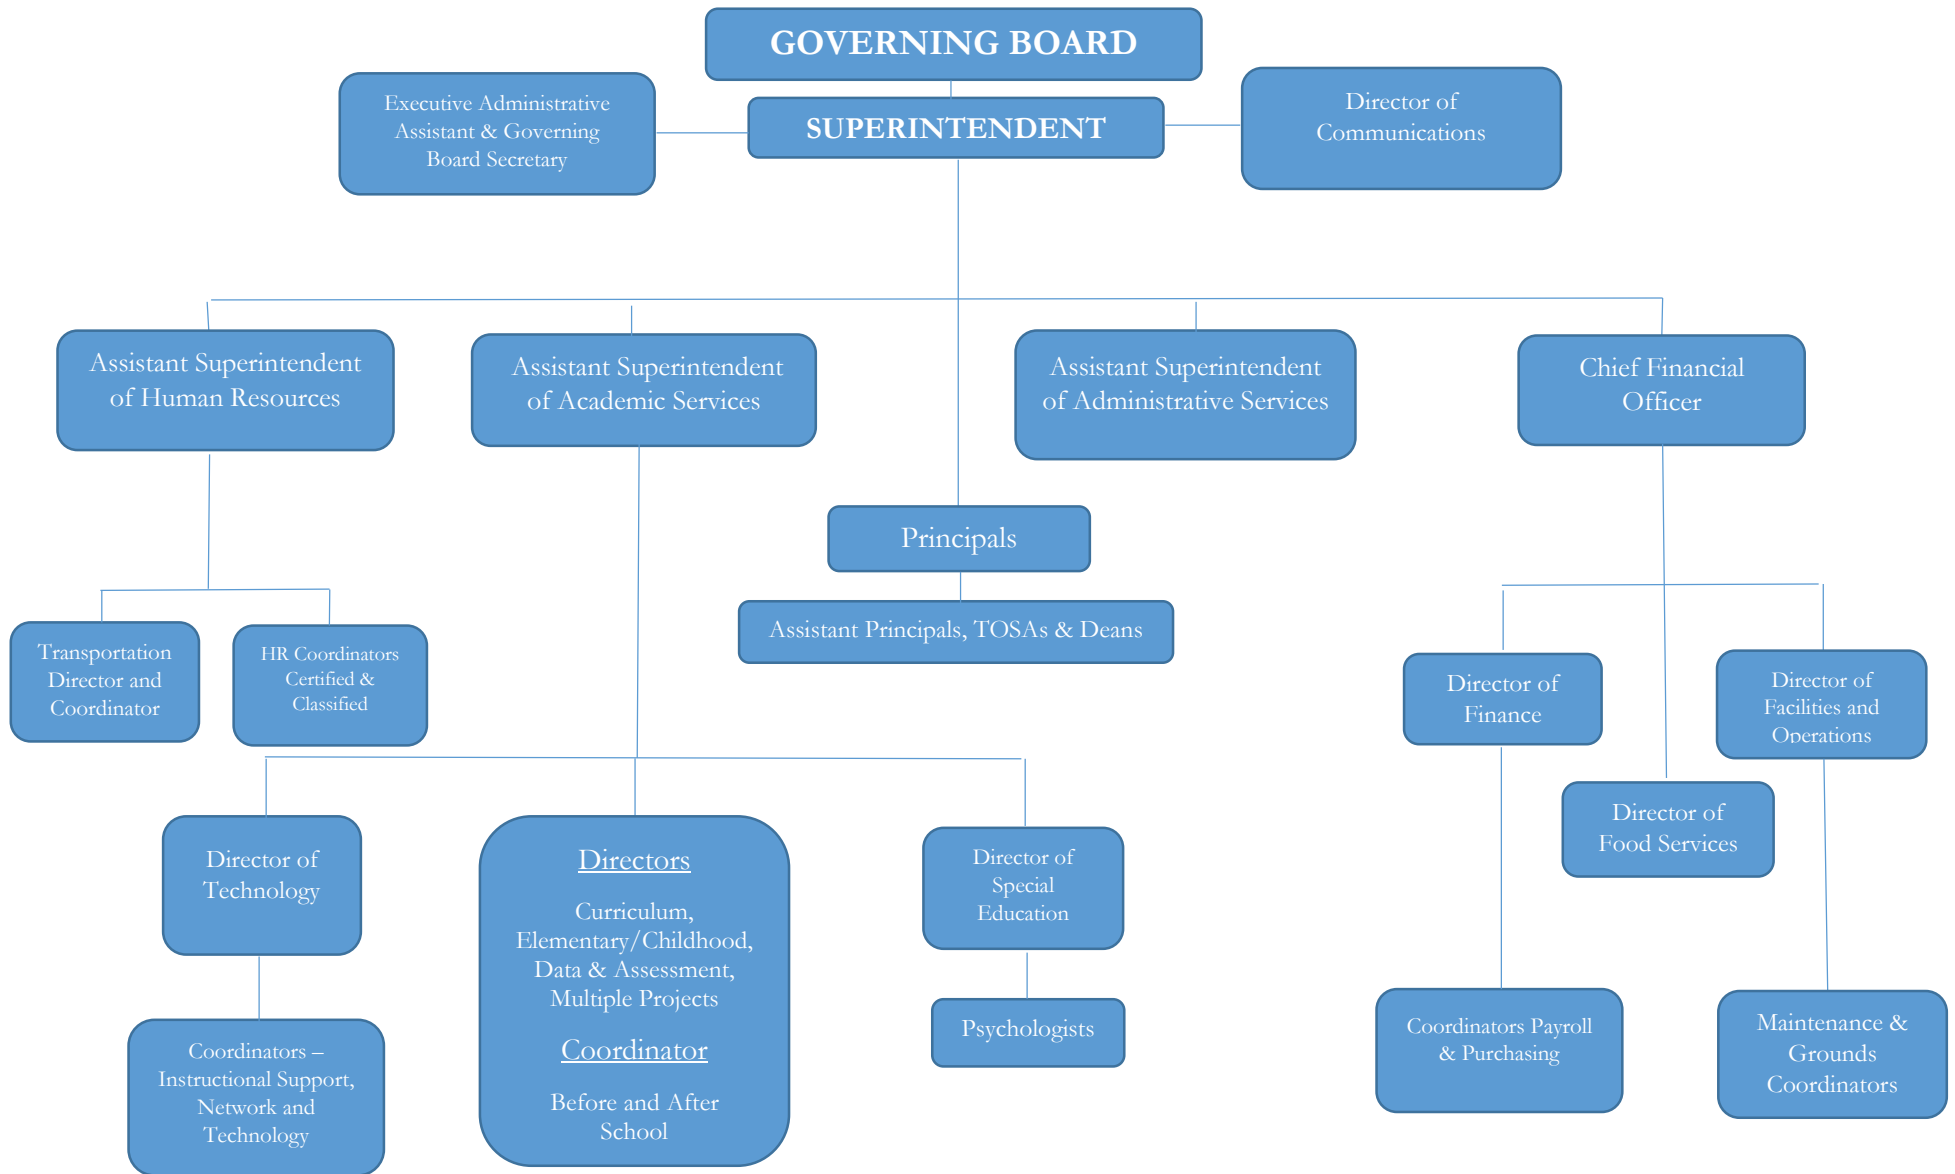 GOVERNING BOARD
Executive Administrative
Assistant & Governing
Board Secretary
SUPERINTENDENT
Director of
Communications
Assistant Superintendent
of Human Resources
Assistant Superintendent
of Academic Services
Assistant Superintendent
of Administrative Services
Chief Financial
Officer
Principals
Assistant Principals, TOSAs & Deans
Transportation
Director and
Coordinator
HR Coordinators
Certified &
Classified
Director of
Finance
Director of
Facilities and
Operations
Director of
Food Services
Director of
Technology
Directors
Curriculum,
Elementary/Childhood,
Data & Assessment,
Multiple Projects
Coordinator
Before and After
School
Director of
Special
Education
Psychologists
Coordinators –
Instructional Support,
Network and
Technology
Coordinators Payroll
& Purchasing
Maintenance &
Grounds
Coordinators